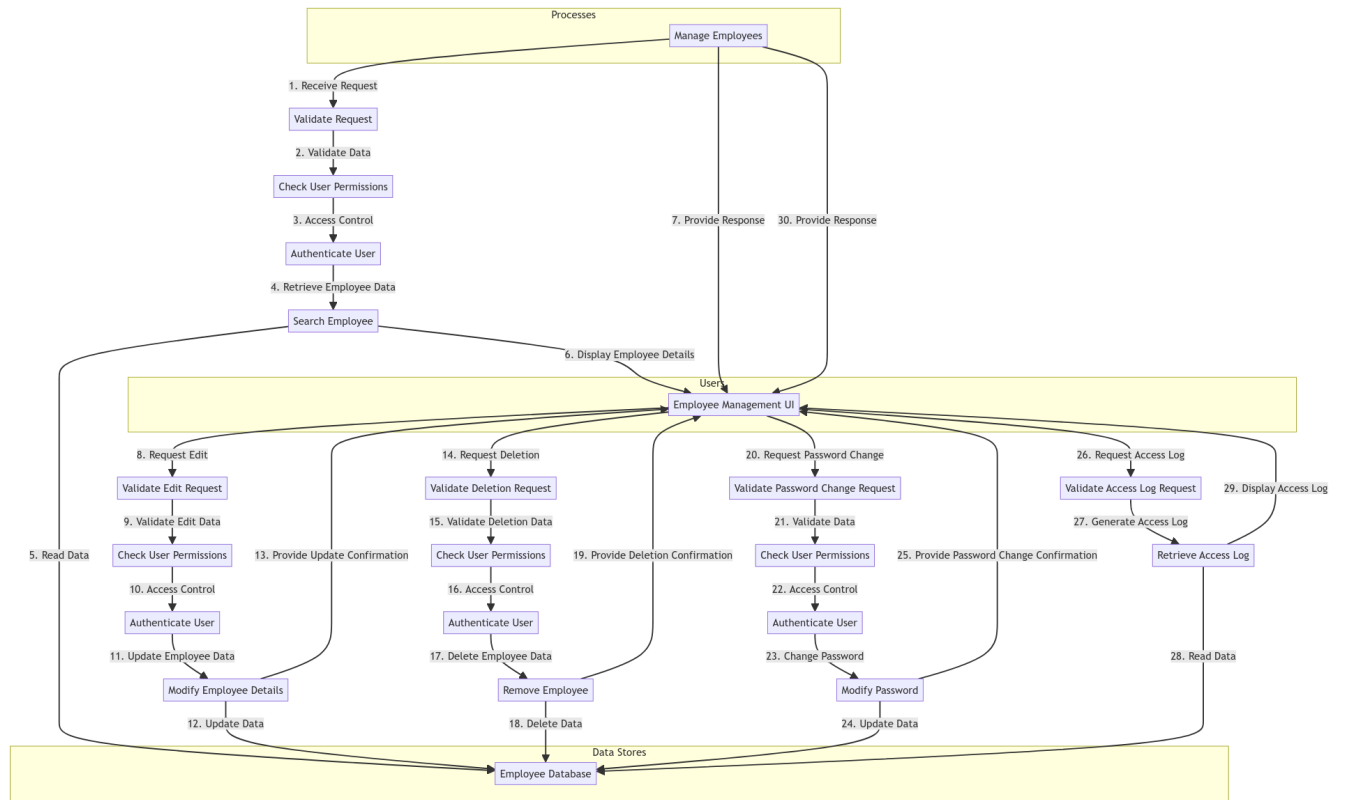 Processes
Manage Employees
1. Receive Request
Validate Request
2. Validate Data
Check User Permissions
3. Access Control
7. Provide Response
30. Provide Response
Authenticate User
4. Retrieve Employee Data
Search Employee
6. Display Employee Details
Users
Employee Management UI
8. Request Edit
14. Request Deletion
20. Request Password Change
26. Request Access Log
Validate Edit Request
Validate Deletion Request
Validate Password Change Request
Validate Access Log Request
29. Display Access Log
9. Validate Edit Data
15. Validate Deletion Data
21. Validate Data
27. Generate Access Log
5. Read Data
Check User Permissions
13. Provide Update Confirmation
Check User Permissions
19. Provide Deletion Confirmation
Check User Permissions
25. Provide Password Change Confirmation
Retrieve Access Log
10. Access Control
16. Access Control
22. Access Control
Authenticate User
Authenticate User
Authenticate User
11. Update Employee Data
17. Delete Employee Data
23. Change Password
28. Read Data
Modify Employee Details
Remove Employee
Modify Password
12. Update Data
18. Delete Data
24. Update Data
Data Stores
Employee Database